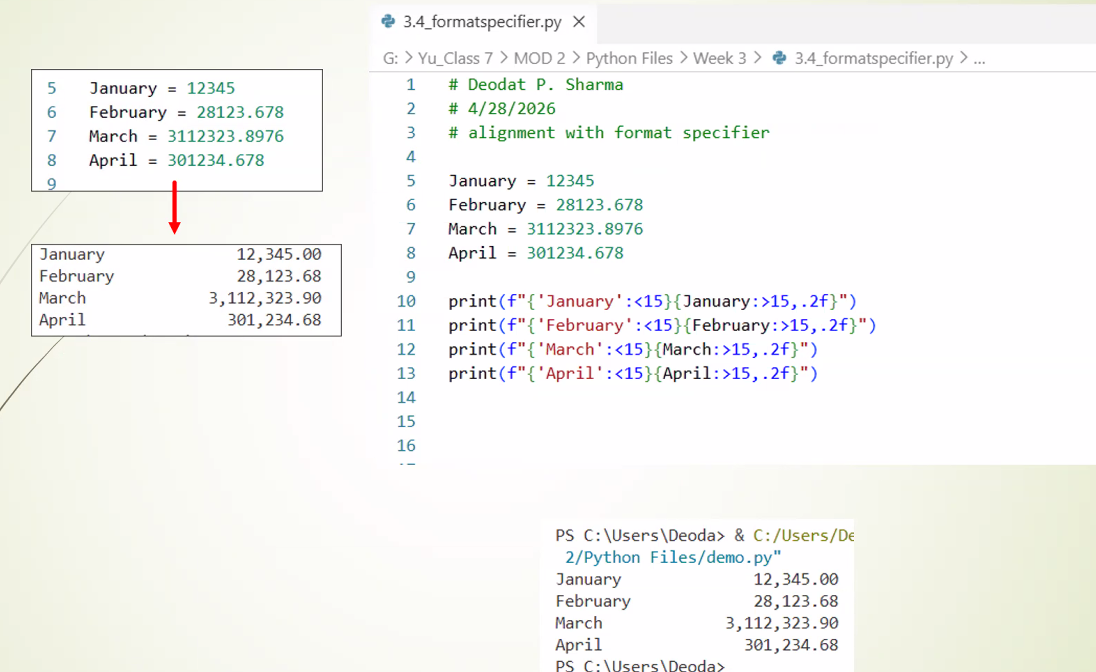 5 January = 12345
6 February = 28123.678
7 March = 3112323.8976
8 April = 301234.678
9
January 12,345.00
February 28,123.68
March 3,112,323.90
April 301,234.68
3.4_formatspecifier.py ×
G: > Yu_Class 7 > MOD 2 > Python Files > Week 3 > 3.4_formatspecifier.py > ...
1 # Deodat P. Sharma
2 # 4/28/2026
3 # alignment with format specifier
4
5 January = 12345
6 February = 28123.678
7 March = 3112323.8976
8 April = 301234.678
9
10 print(f"{'January':<15}{January:>15,.2f}")
11 print(f"{'February':<15}{February:>15,.2f}")
12 print(f"{'March':<15}{March:>15,.2f}")
13 print(f"{'April':<15}{April:>15,.2f}")
14
15
16
PS C:\Users\Deoda> & C:/Users/De
2/Python Files/demo.py"
January 12,345.00
February 28,123.68
March 3,112,323.90
April 301,234.68
PS C:\Users\Deoda>